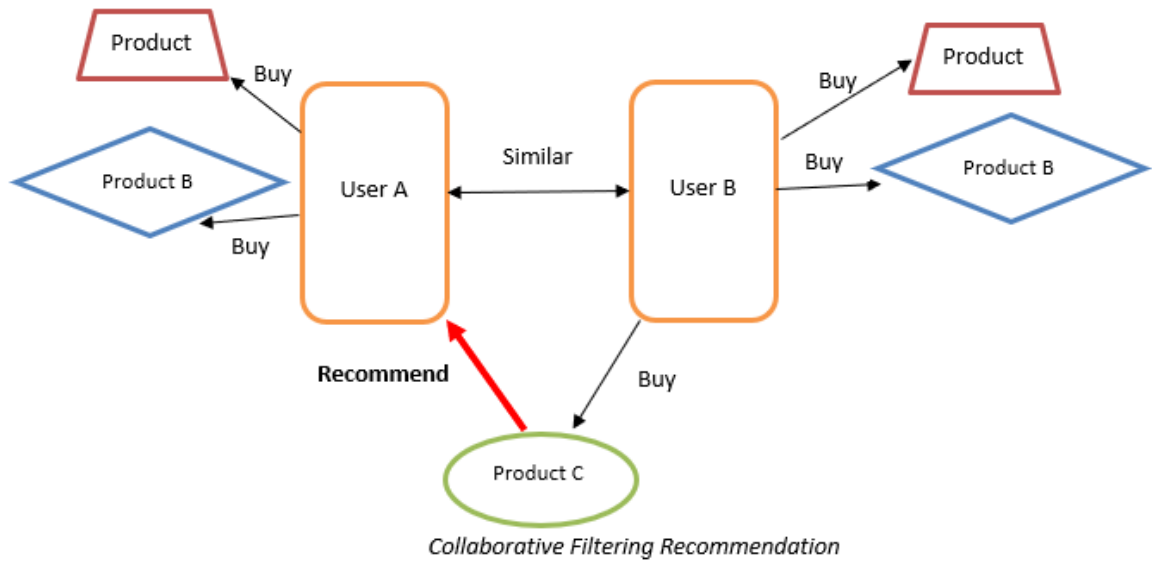 Product
Product
Buy
Buy
Product B
Similar
Buy
Product B
User A
User B
Buy
Recommend
Buy
Product C
Collaborative Filtering Recommendation